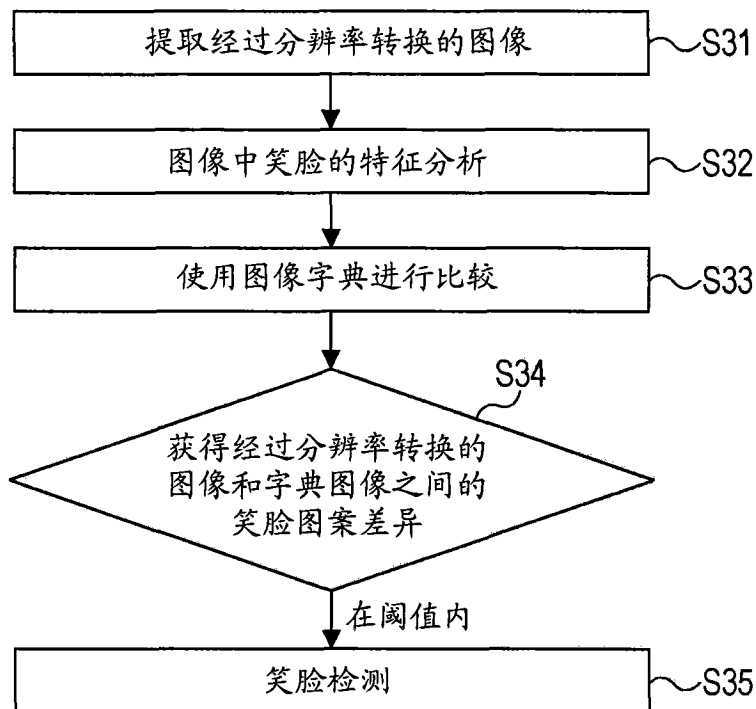 提取经过分辨率转换的图像
S31
图像中笑脸的特征分析
S32
使用图像字典进行比较
S33
S34
获得经过分辨率转换的
图像和字典图像之间的
笑脸图案差异
在阈值内
笑脸检测
S35